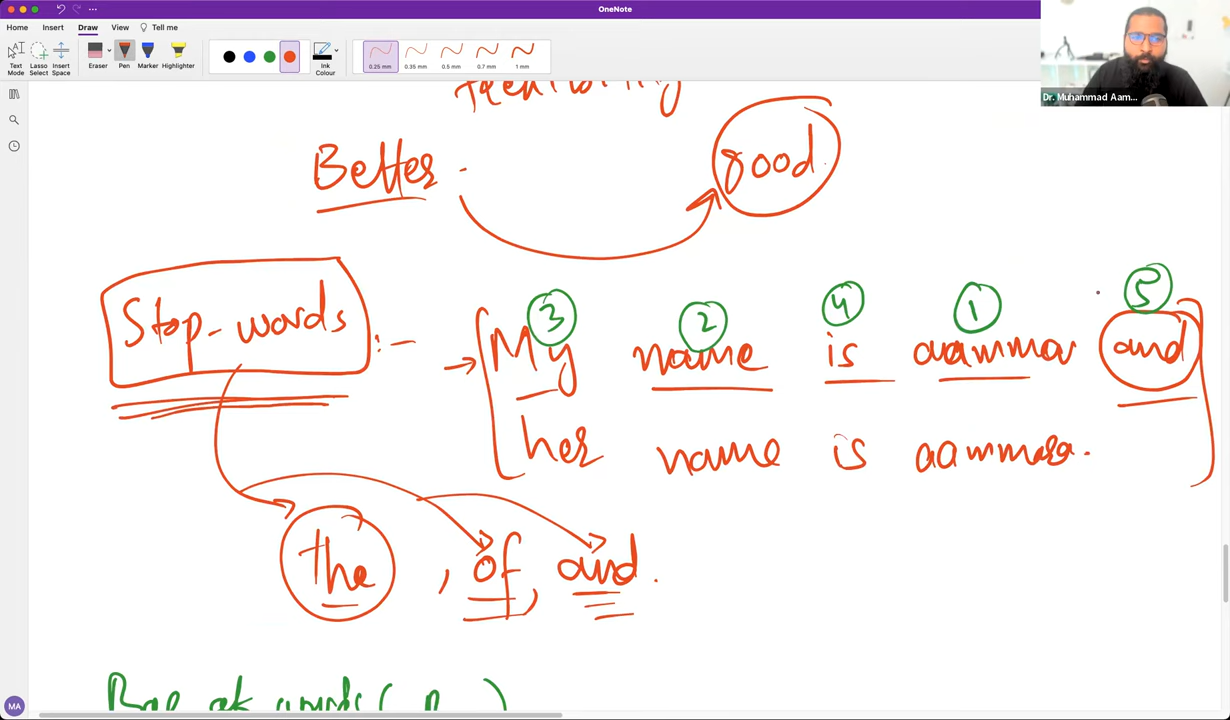 OneNote
Home Insert Draw View Tell me
Text Mode
Lasso Select
Insert Space
Eraser
Pen
Marker
Highlighter
Ink Colour
0.25 mm
0.35 mm
0.5 mm
0.7 mm
1 mm
Dr. Muhammad Aam...
Better
good
Stop-words :-
3 2 4 1 5
My name is aammar and
her name is aammara.
the , of , and .
MA